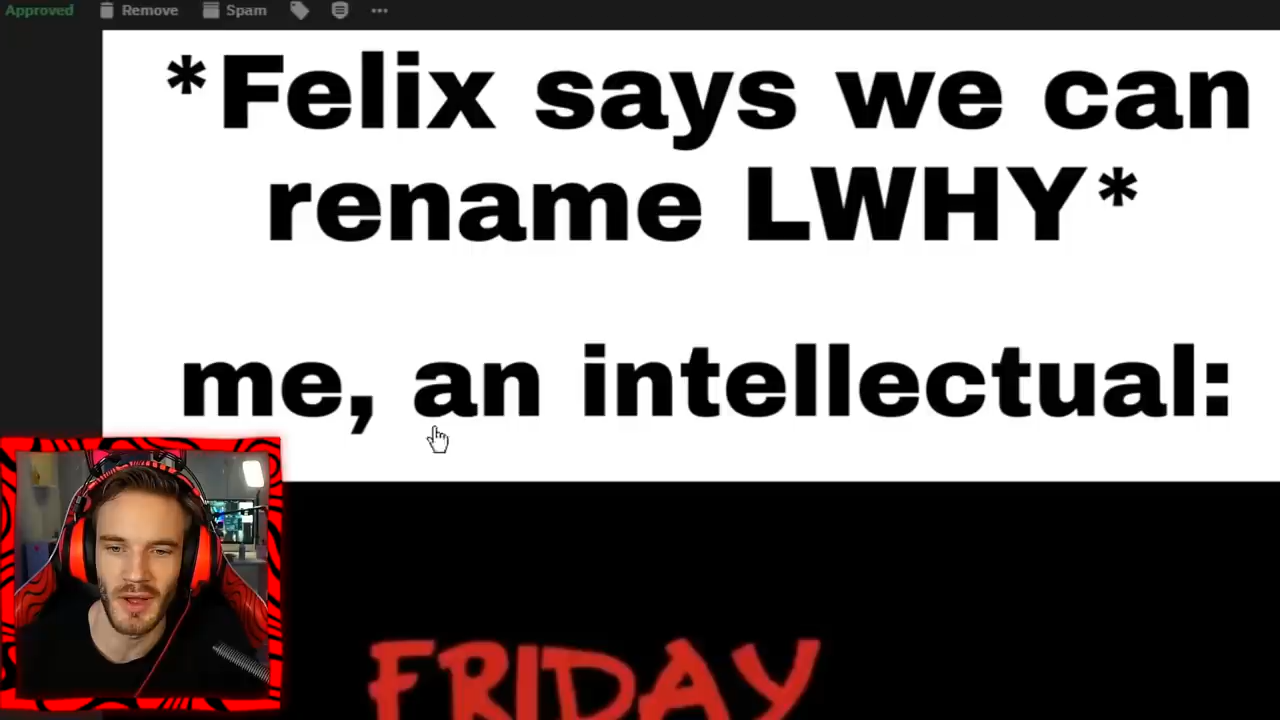 Approved Remove Spam
*Felix says we can
rename LWHY*
me, an intellectual:
FRIDAY